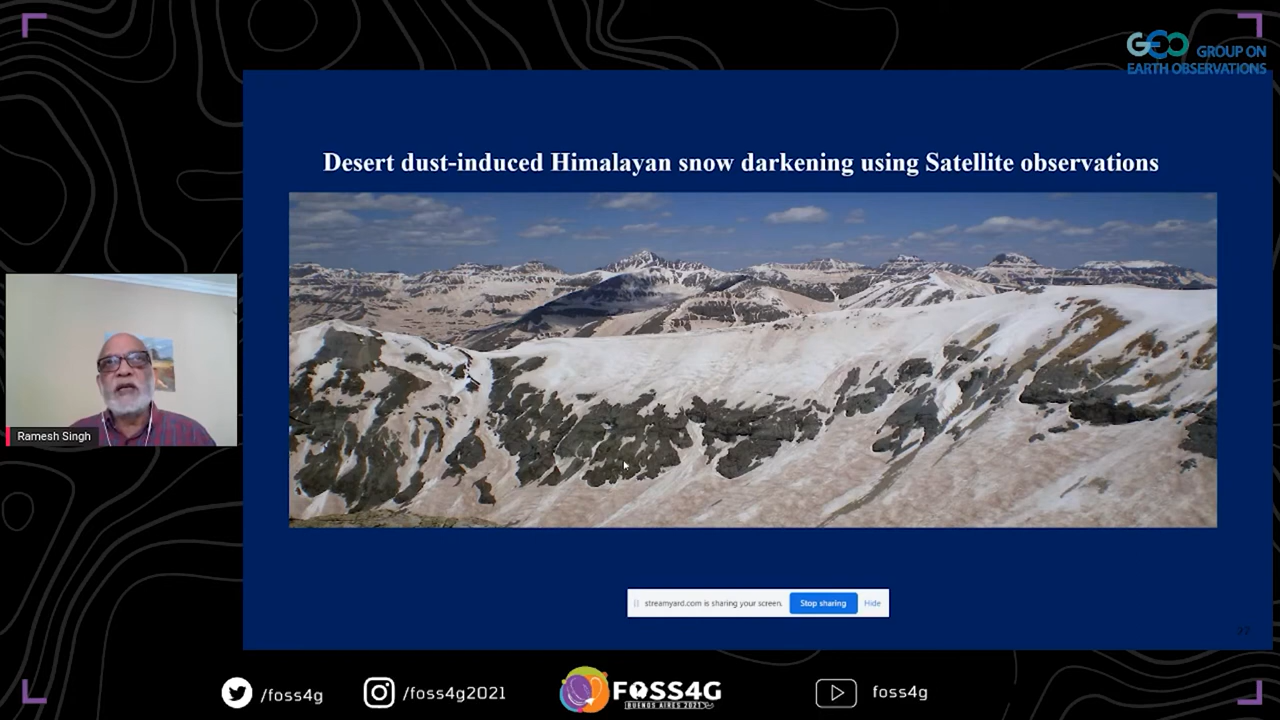 GEO GROUP ON
EARTH OBSERVATIONS
Desert dust-induced Himalayan snow darkening using Satellite observations
Ramesh Singh
streamyard.com is sharing your screen. Stop sharing Hide
27
/foss4g
/foss4g2021
FOSS4G
BUENOS AIRES 2021
foss4g